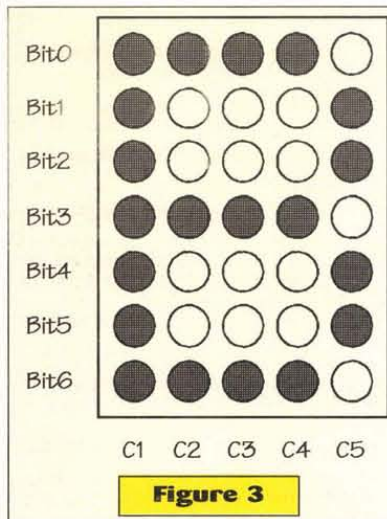 Bit0
Bit1
Bit2
Bit3
Bit4
Bit5
Bit6
C1 C2 C3 C4 C5
Figure 3